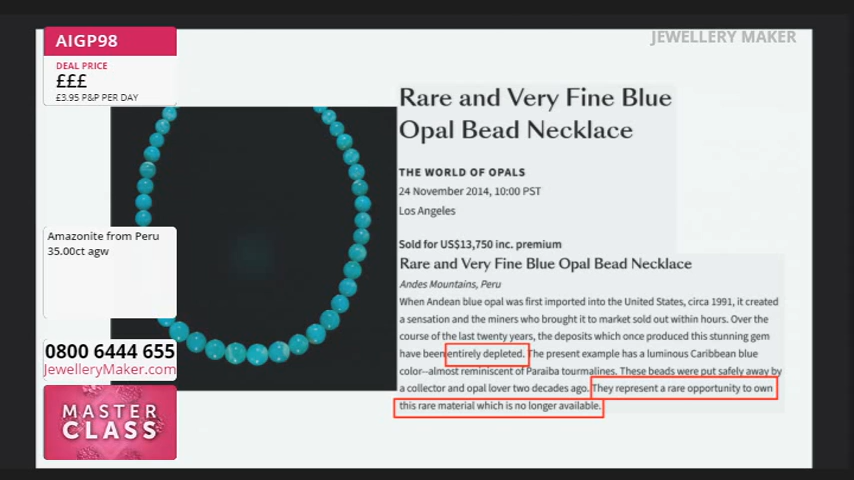 JEWELLERY MAKER
AIGP98
DEAL PRICE
£££
£3.95 P&P PER DAY
Amazonite from Peru
35.00ct agw
0800 6444 655
JewelleryMaker.com
MASTER
CLASS
Rare and Very Fine Blue
Opal Bead Necklace
THE WORLD OF OPALS
24 November 2014, 10:00 PST
Los Angeles
Sold for US$13,750 inc. premium
Rare and Very Fine Blue Opal Bead Necklace
Andes Mountains, Peru
When Andean blue opal was first imported into the United States, circa 1991, it created
a sensation and the miners who brought it to market sold out within hours. Over the
course of the last twenty years, the deposits which once produced this stunning gem
have been entirely depleted. The present example has a luminous Caribbean blue
color--almost reminiscent of Paraiba tourmalines. These beads were put safely away by
a collector and opal lover two decades ago. They represent a rare opportunity to own
this rare material which is no longer available.